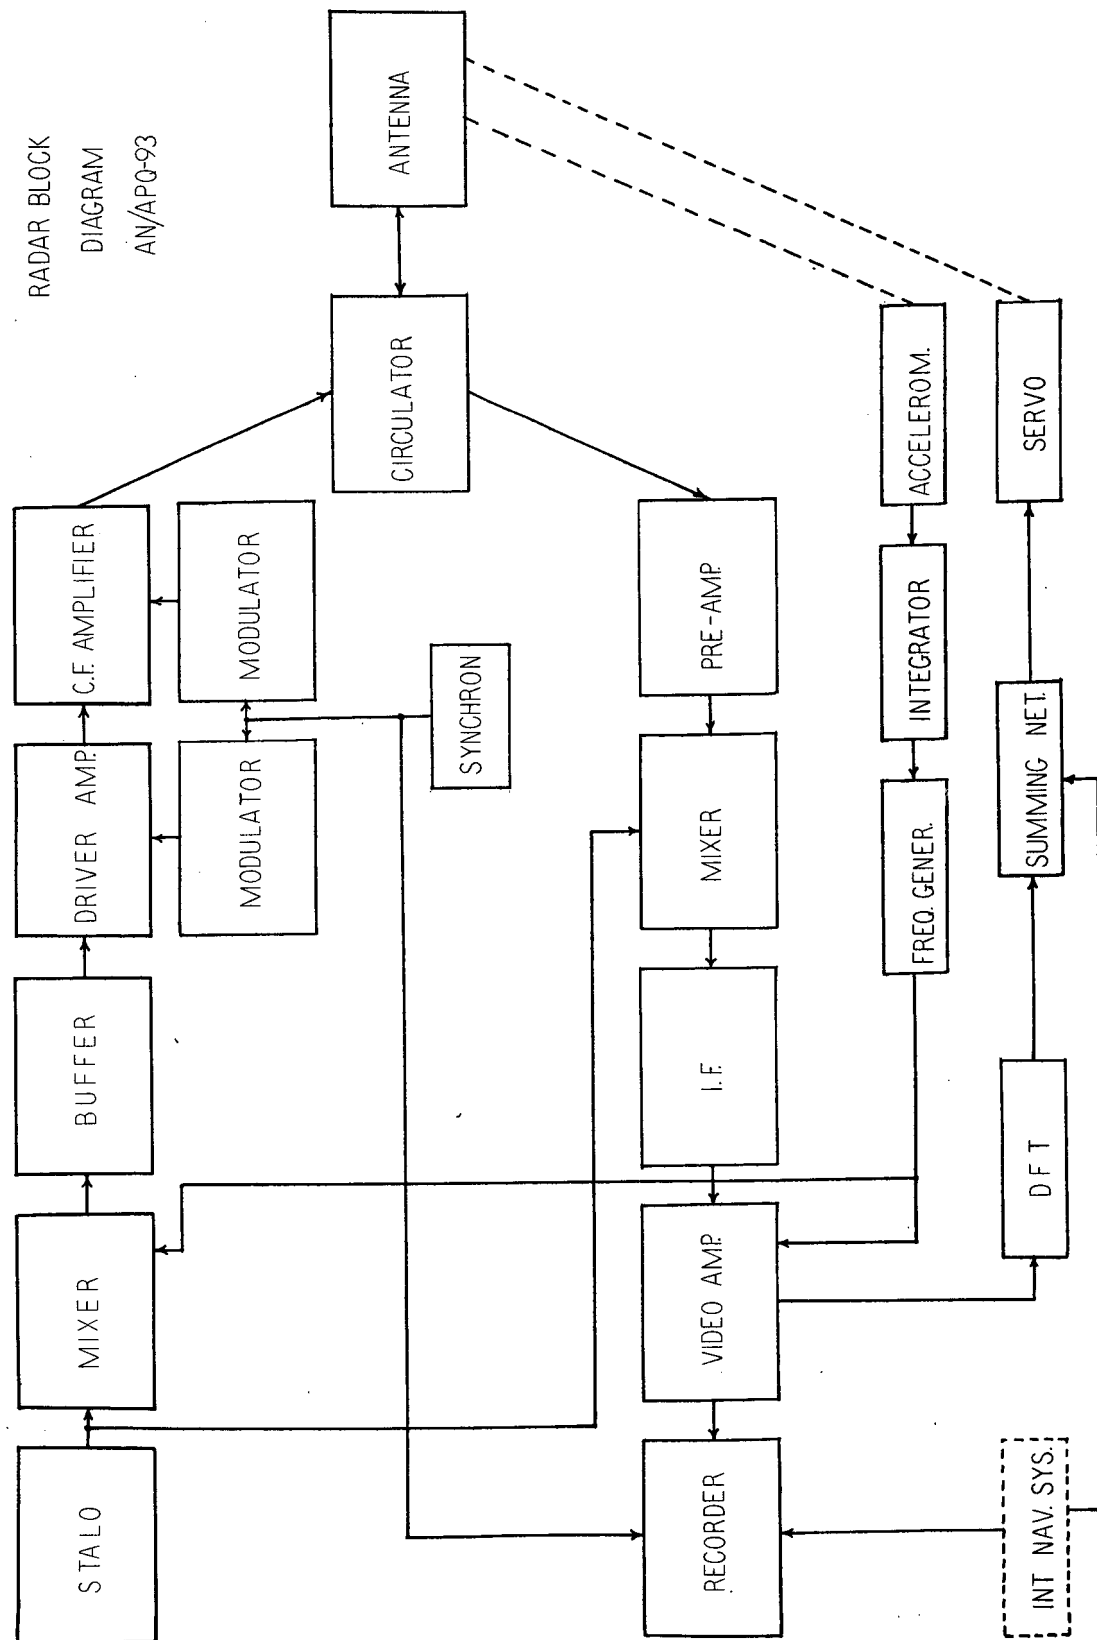 RADAR BLOCK
DIAGRAM
AN/APQ-93
STALO
MIXER
BUFFER
DRIVER AMP.
C.F. AMPLIFIER
MODULATOR
MODULATOR
SYNCHRON
CIRCULATOR
ANTENNA
RECORDER
VIDEO AMP.
I.F.
MIXER
PRE-AMP.
FREQ. GENER.
INTEGRATOR
ACCELEROM.
INT NAV. SYS.
DFT
SUMMING NET.
SERVO